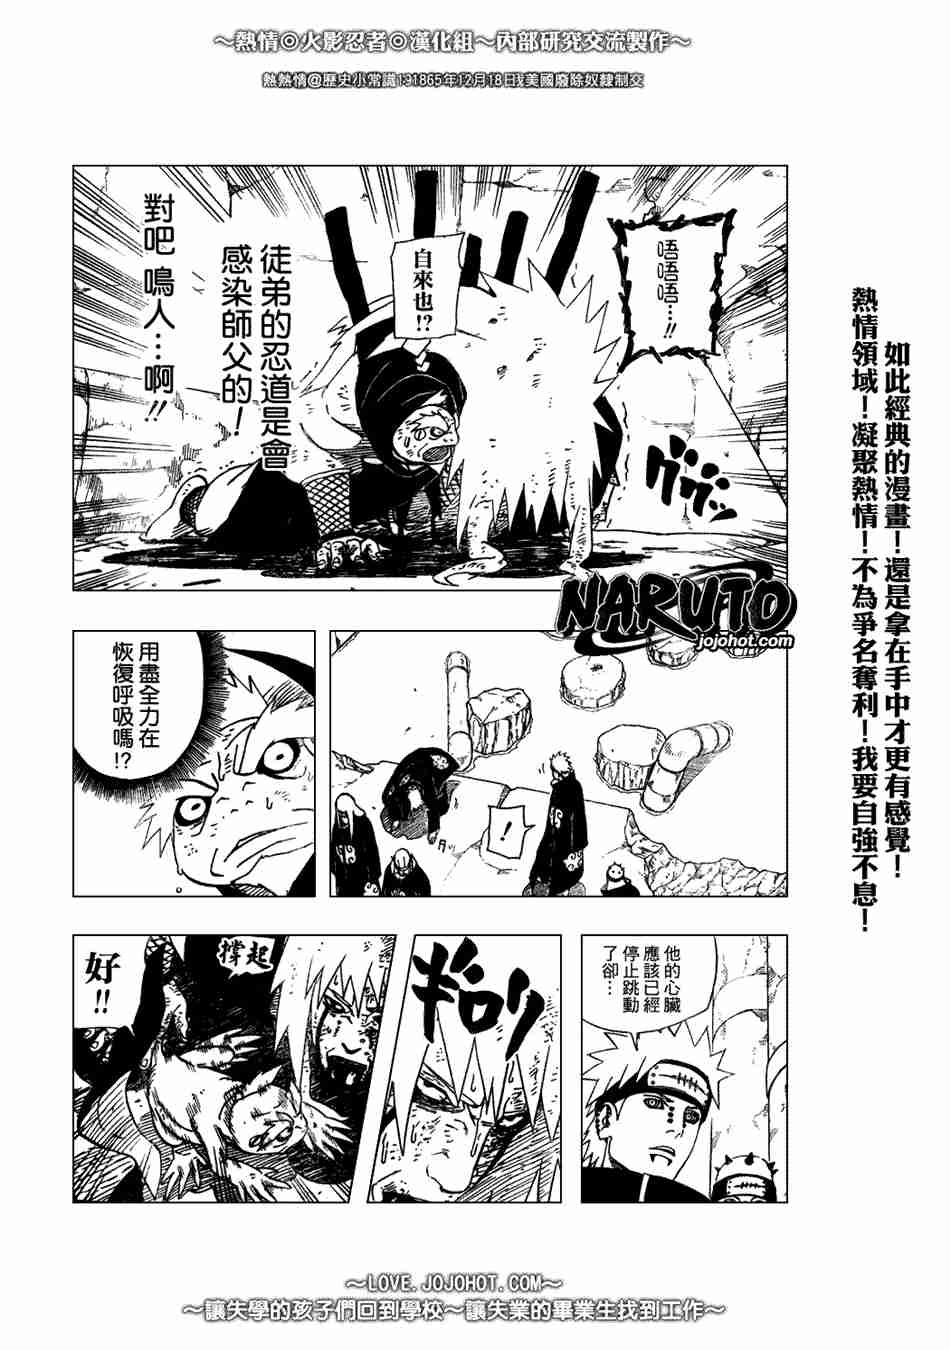 ～熱情◎火影忍者◎漢化組～內部研究交流製作～
熱熱情@歷史小常識191865年12月18日我美國廢除奴隸制交
唔唔唔…!!
自來也!?
徒弟的忍道是會
感染師父的！
對吧 鳴人…啊!!
グググッ
NARUTO
jojohot.com
如此經典的漫畫！還是拿在手中才更有感覺！
熱情領域！凝聚熱情！不為爭名奪利！我要自強不息！
！
用盡全力在
恢復呼吸嗎!?
他的心臟
應該已經
停止跳動
了卻…
ギロリ
撐起
好!!
～LOVE.JOJOHOT.COM～
～讓失學的孩子們回到學校～讓失業的畢業生找到工作～